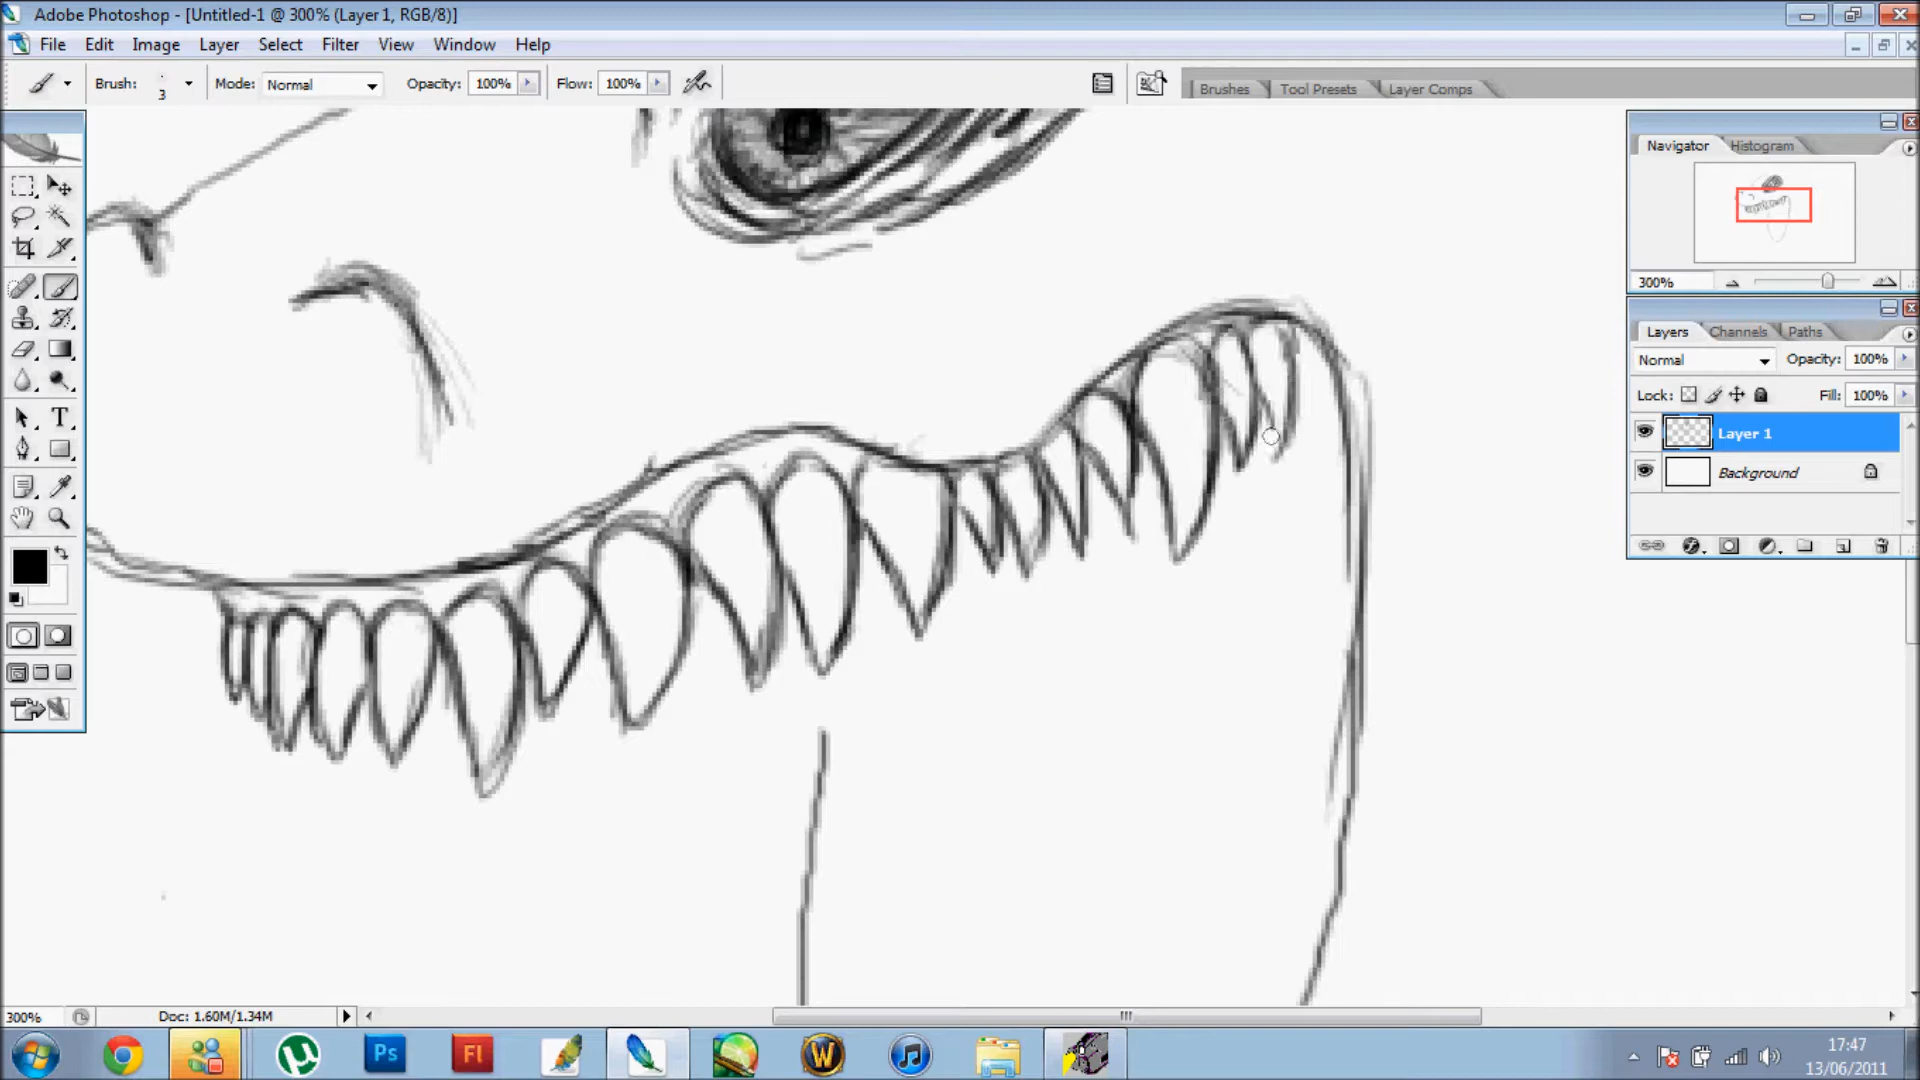 Adobe Photoshop - [Untitled-1 @ 300% (Layer 1, RGB/8)]
File Edit Image Layer Select Filter View Window Help
Brush: 3 Mode: Normal Opacity: 100% Flow: 100% Brushes Tool Presets Layer Comps
Navigator Histogram
300%
Layers Channels Paths
Normal Opacity: 100%
Lock: Fill: 100%
Layer 1
Background
T
300% Doc: 1.60M/1.34M
Ps Fl W
17:47
13/06/2011